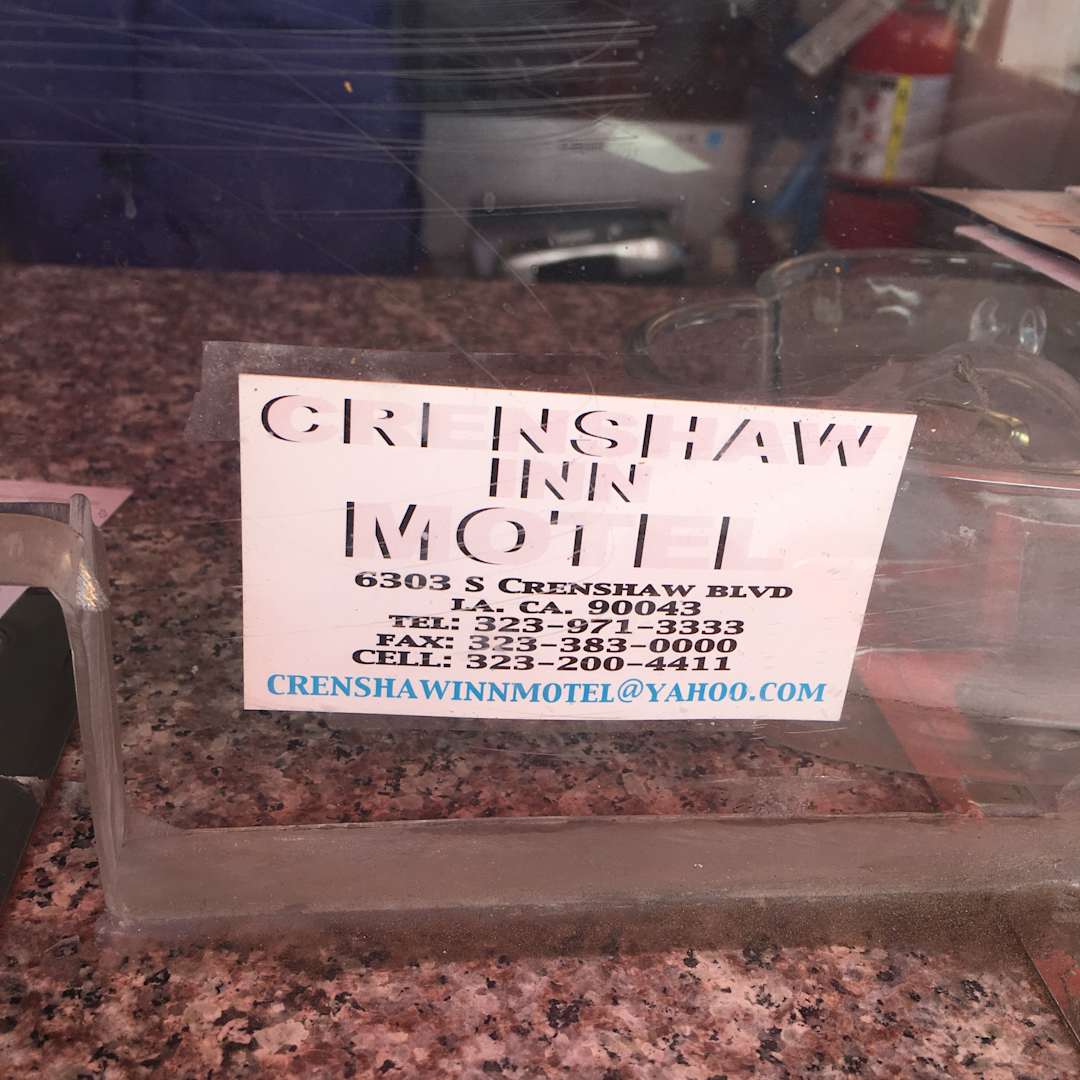 CRENSHAW
INN
MOTEL
6303 S CRENSHAW BLVD
LA. CA. 90043
TEL: 323-971-3333
FAX: 323-383-0000
CELL: 323-200-4411
CRENSHAWINNMOTEL@YAHOO.COM